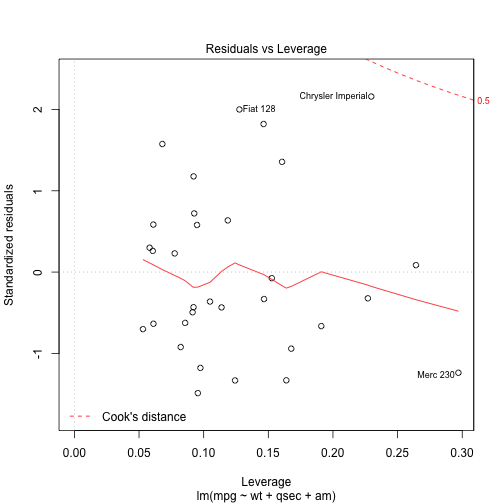 Residuals vs Leverage
Chrysler Imperial
Fiat 128
0.5
2
1
0
-1
Standardized residuals
Merc 230
Cook's distance
0.00 0.05 0.10 0.15 0.20 0.25 0.30
Leverage
lm(mpg ~ wt + qsec + am)